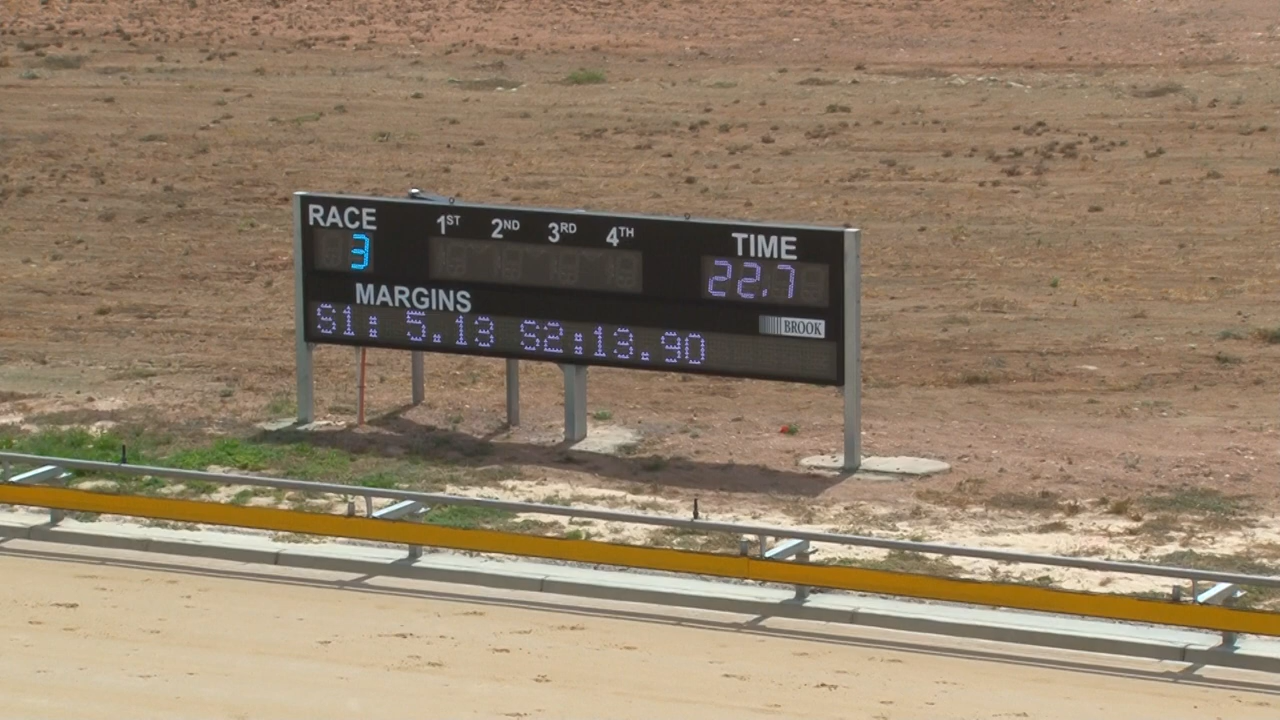 RACE 1ST 2ND 3RD 4TH TIME
3 22.7
MARGINS
BROOK
S1: 5.13 S2:13.90